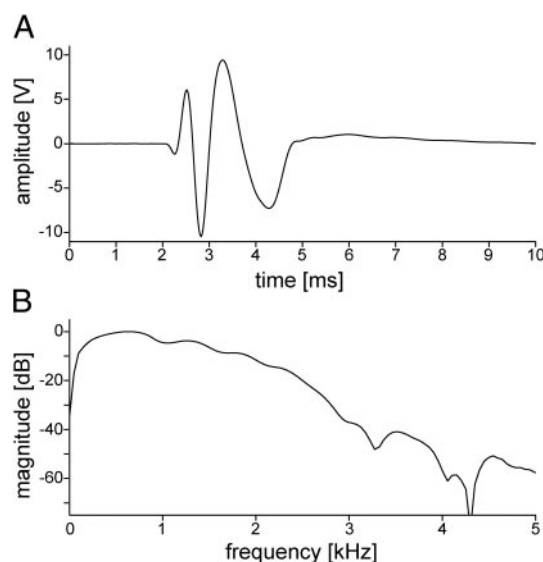 A
amplitude [V]
10
5
0
-5
-10
0 1 2 3 4 5 6 7 8 9 10
time [ms]
B
magnitude [dB]
0
-20
-40
-60
0 1 2 3 4 5
frequency [kHz]